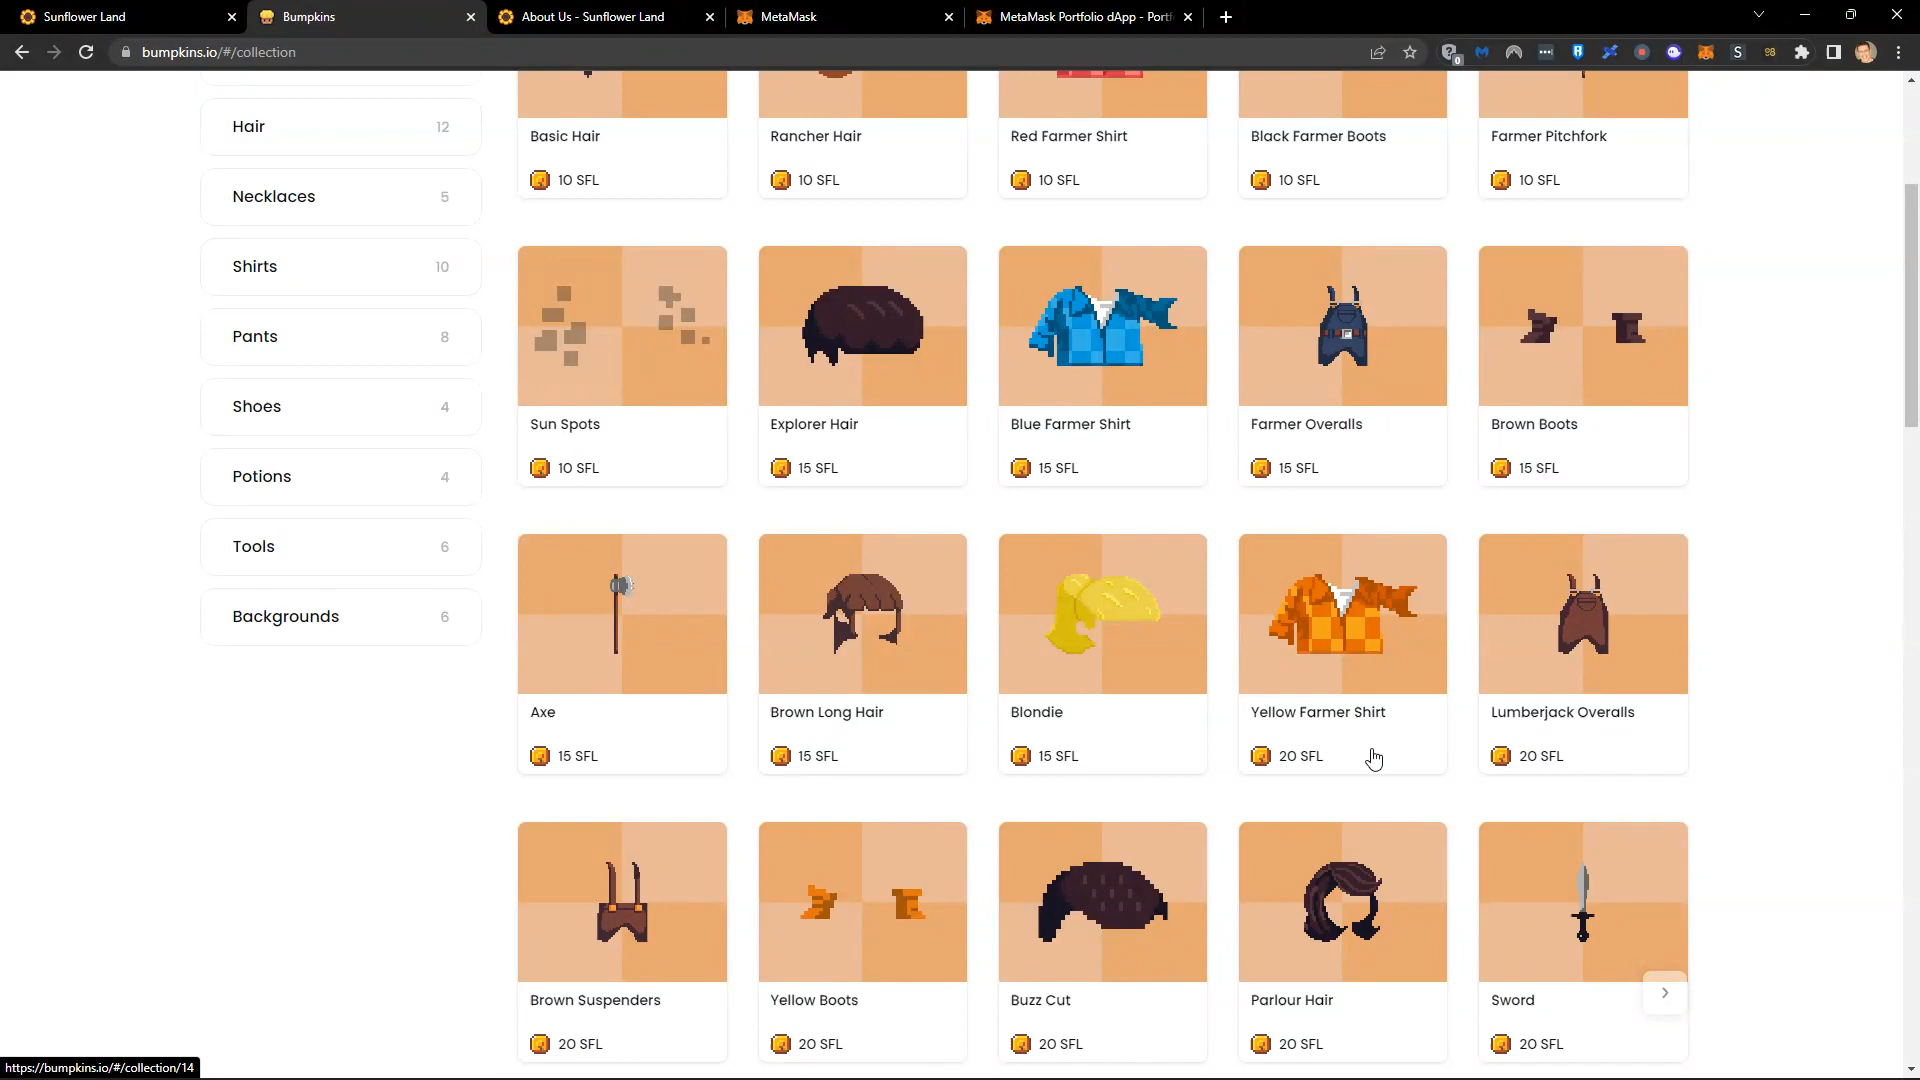 Sunflower Land
Bumpkins
About Us - Sunflower Land
MetaMask
MetaMask Portfolio dApp - Portf
bumpkins.io/#/collection
0
S
98
Hair 12
Necklaces 5
Shirts 10
Pants 8
Shoes 4
Potions 4
Tools 6
Backgrounds 6
Basic Hair
10 SFL
Rancher Hair
10 SFL
Red Farmer Shirt
10 SFL
Black Farmer Boots
10 SFL
Farmer Pitchfork
10 SFL
Sun Spots
10 SFL
Explorer Hair
15 SFL
Blue Farmer Shirt
15 SFL
Farmer Overalls
15 SFL
Brown Boots
15 SFL
Axe
15 SFL
Brown Long Hair
15 SFL
Blondie
15 SFL
Yellow Farmer Shirt
20 SFL
Lumberjack Overalls
20 SFL
Brown Suspenders
20 SFL
Yellow Boots
20 SFL
Buzz Cut
20 SFL
Parlour Hair
20 SFL
Sword
20 SFL
https://bumpkins.io/#/collection/14